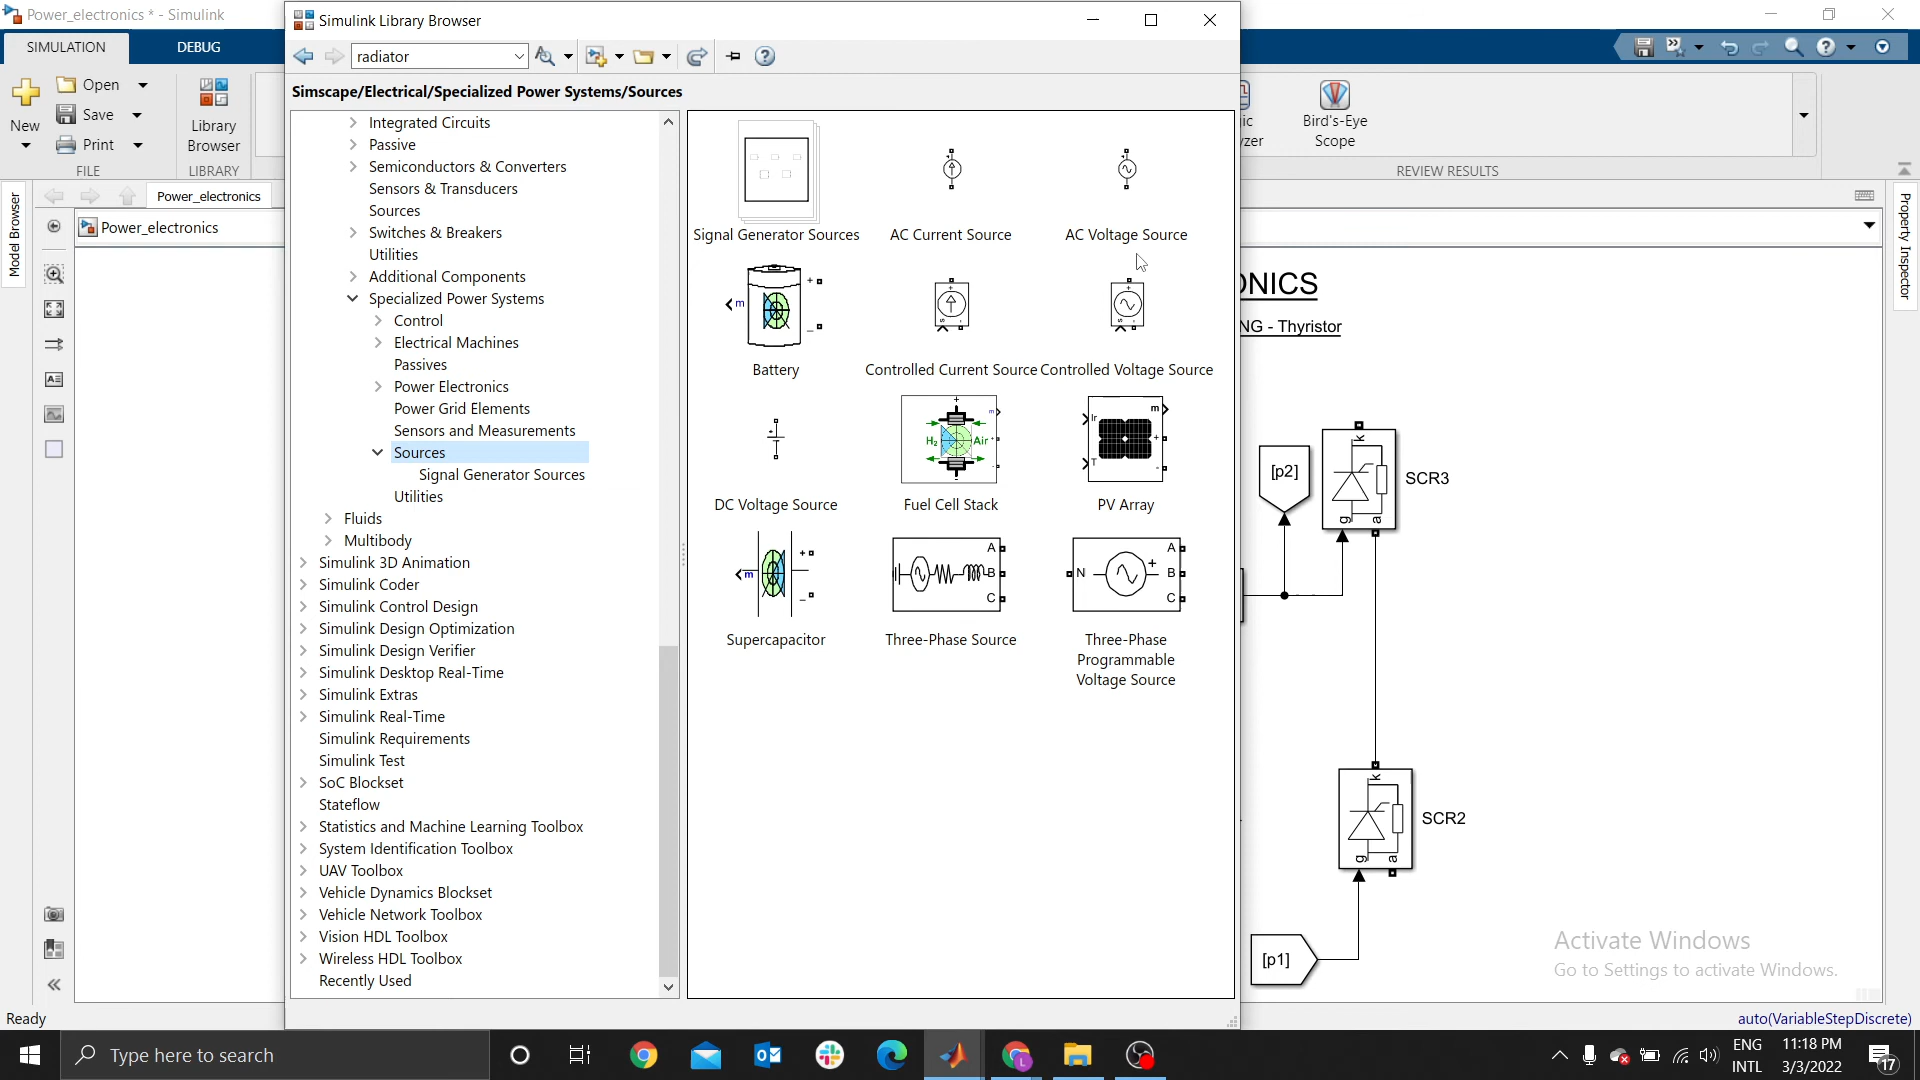 Power_electronics * - Simulink
Simulink Library Browser
SIMULATION
DEBUG
radiator
New
Open
Save
Print
Library
Browser
FILE
LIBRARY
Simscape/Electrical/Specialized Power Systems/Sources
Bird's-Eye
Scope
REVIEW RESULTS
Model Browser
Property Inspector
Power_electronics
Power_electronics
Integrated Circuits
Passive
Semiconductors & Converters
Sensors & Transducers
Sources
Switches & Breakers
Utilities
Additional Components
Specialized Power Systems
Control
Electrical Machines
Passives
Power Electronics
Power Grid Elements
Sensors and Measurements
Sources
Signal Generator Sources
Utilities
Fluids
Multibody
Simulink 3D Animation
Simulink Coder
Simulink Control Design
Simulink Design Optimization
Simulink Design Verifier
Simulink Desktop Real-Time
Simulink Extras
Simulink Real-Time
Simulink Requirements
Simulink Test
SoC Blockset
Stateflow
Statistics and Machine Learning Toolbox
System Identification Toolbox
UAV Toolbox
Vehicle Dynamics Blockset
Vehicle Network Toolbox
Vision HDL Toolbox
Wireless HDL Toolbox
Recently Used
Signal Generator Sources
AC Current Source
AC Voltage Source
m
Battery
Controlled Current Source
Controlled Voltage Source
DC Voltage Source
H2
Air
m
Fuel Cell Stack
Ir
T
m
PV Array
m
Supercapacitor
A
B
C
Three-Phase Source
N
A
B
C
Three-Phase
Programmable
Voltage Source
ONICS
NG - Thyristor
[p2]
k
g
a
SCR3
k
g
a
SCR2
[p1]
Activate Windows
Go to Settings to activate Windows.
Ready
auto(VariableStepDiscrete)
Type here to search
ENG
INTL
11:18 PM
3/3/2022
17